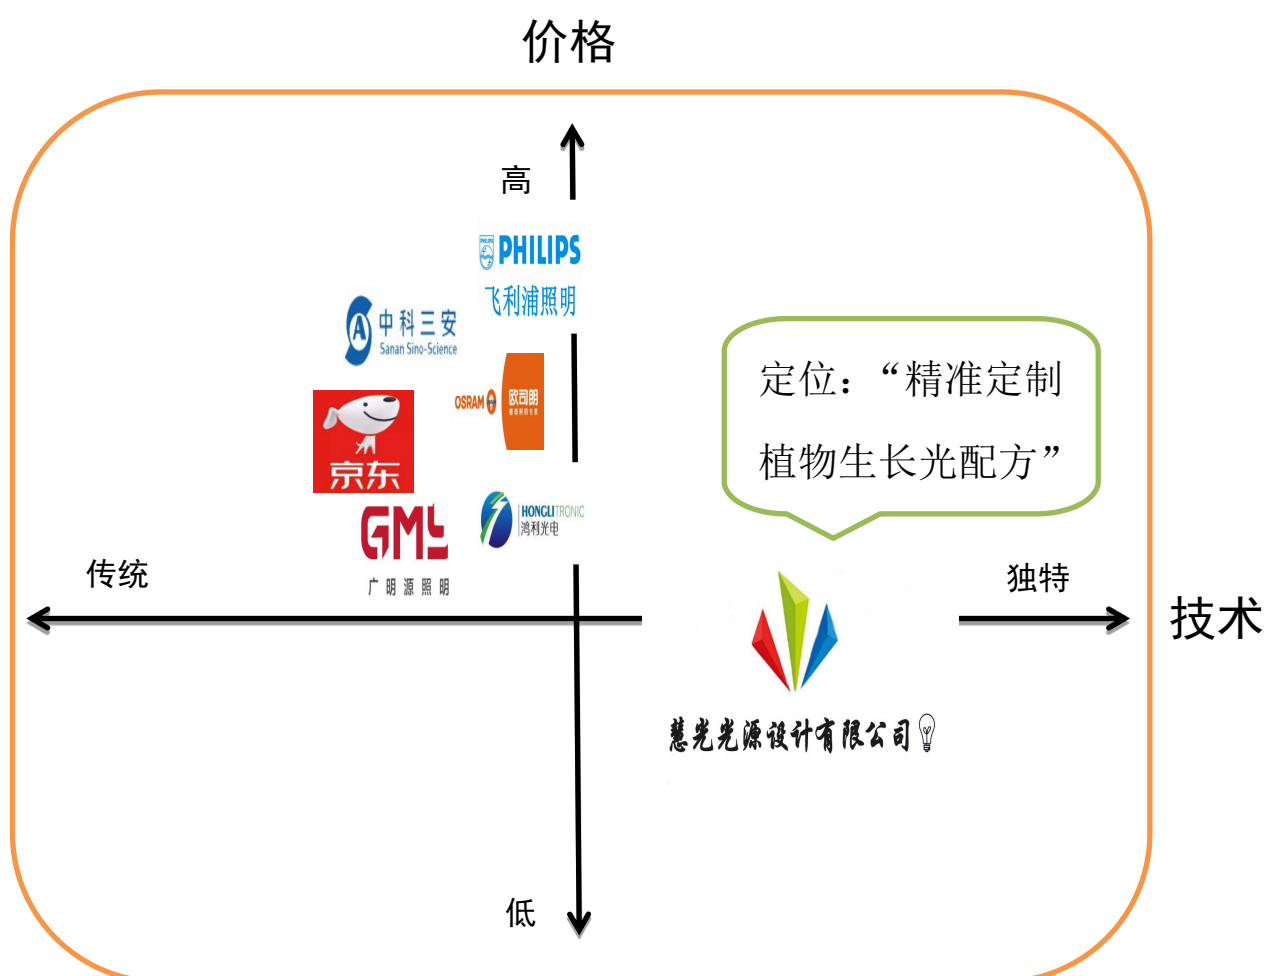 价格
高
PHILIPS
飞利浦照明
中科三安
Sanan Sino-Science
OSRAM
欧司朗
京东
GML
广明源照明
HONGLITRONIC
鸿利光电
定位：“精准定制
植物生长光配方”
传统
独特
技术
慧光光源设计有限公司
低